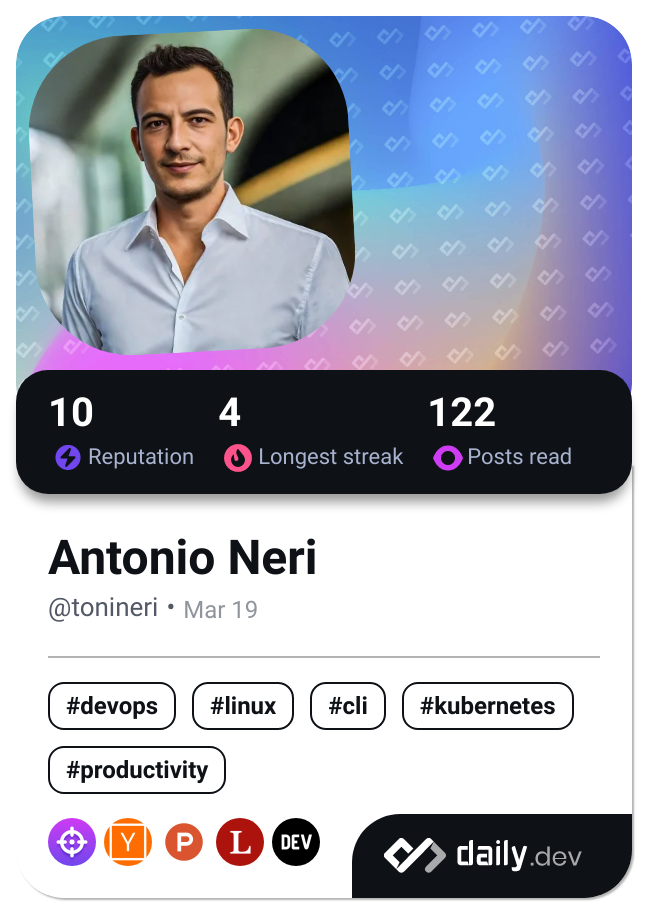 10 4 122
Reputation Longest streak Posts read
Antonio Neri
@tonineri • Mar 19
#devops #linux #cli #kubernetes
#productivity
Y P L DEV
daily.dev